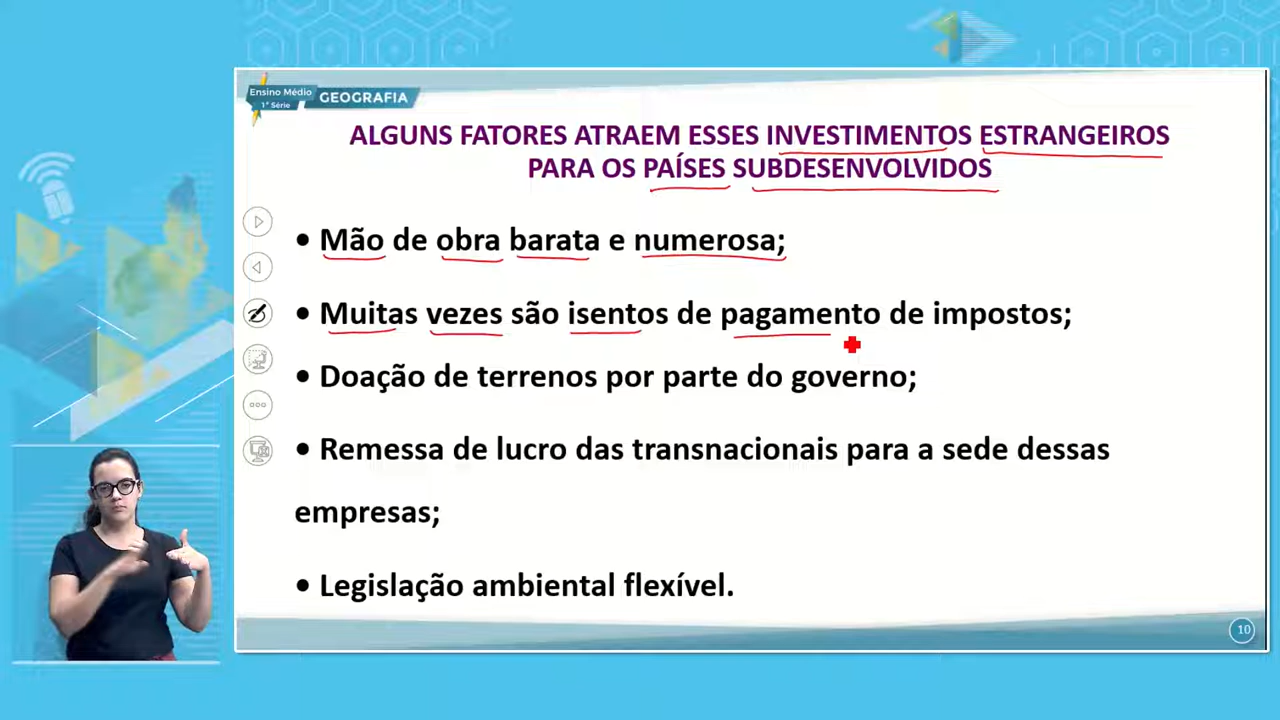 Ensino Médio
1ª Série
GEOGRAFIA
ALGUNS FATORES ATRAEM ESSES INVESTIMENTOS ESTRANGEIROS
PARA OS PAÍSES SUBDESENVOLVIDOS
• Mão de obra barata e numerosa;
• Muitas vezes são isentos de pagamento de impostos;
• Doação de terrenos por parte do governo;
• Remessa de lucro das transnacionais para a sede dessas
empresas;
• Legislação ambiental flexível.
10